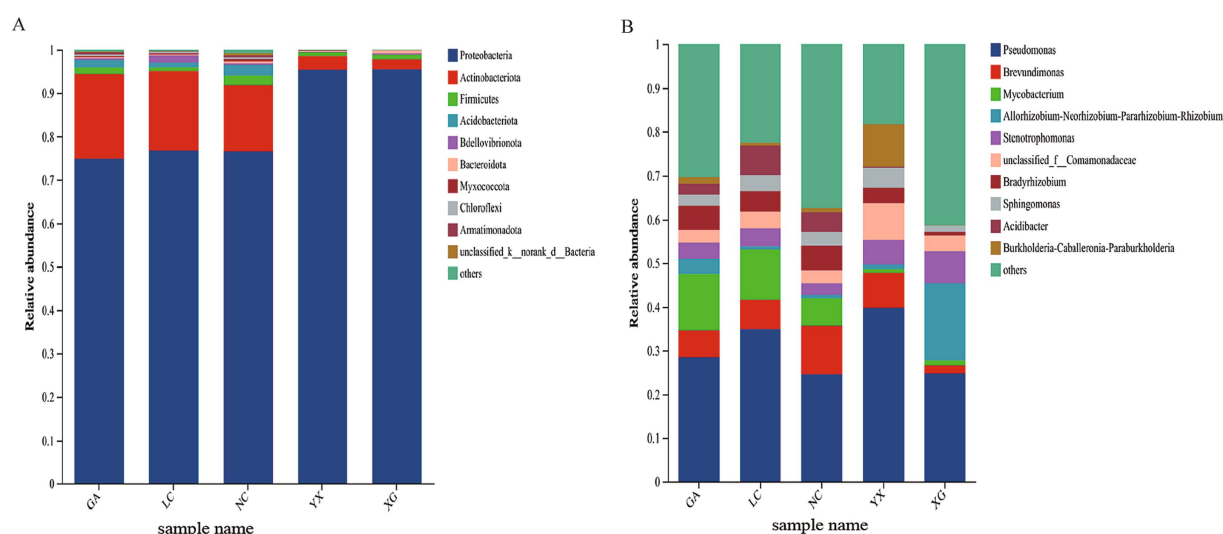 A
Relative abundance
1
0.9
0.8
0.7
0.6
0.5
0.4
0.3
0.2
0.1
0
GA
LC
NC
YX
XG
sample name
Proteobacteria
Actinobacteriota
Firmicutes
Acidobacteriota
Bdellovibrionota
Bacteroidota
Myxococcota
Chloroflexi
Armatimonadota
unclassified_k__norank_d__Bacteria
others
B
Relative abundance
1
0.9
0.8
0.7
0.6
0.5
0.4
0.3
0.2
0.1
0
GA
LC
NC
YX
XG
sample name
Pseudomonas
Brevundimonas
Mycobacterium
Allorhizobium-Neorhizobium-Pararhizobium-Rhizobium
Stenotrophomonas
unclassified_f__Comamonadaceae
Bradyrhizobium
Sphingomonas
Acidibacter
Burkholderia-Caballeronia-Paraburkholderia
others